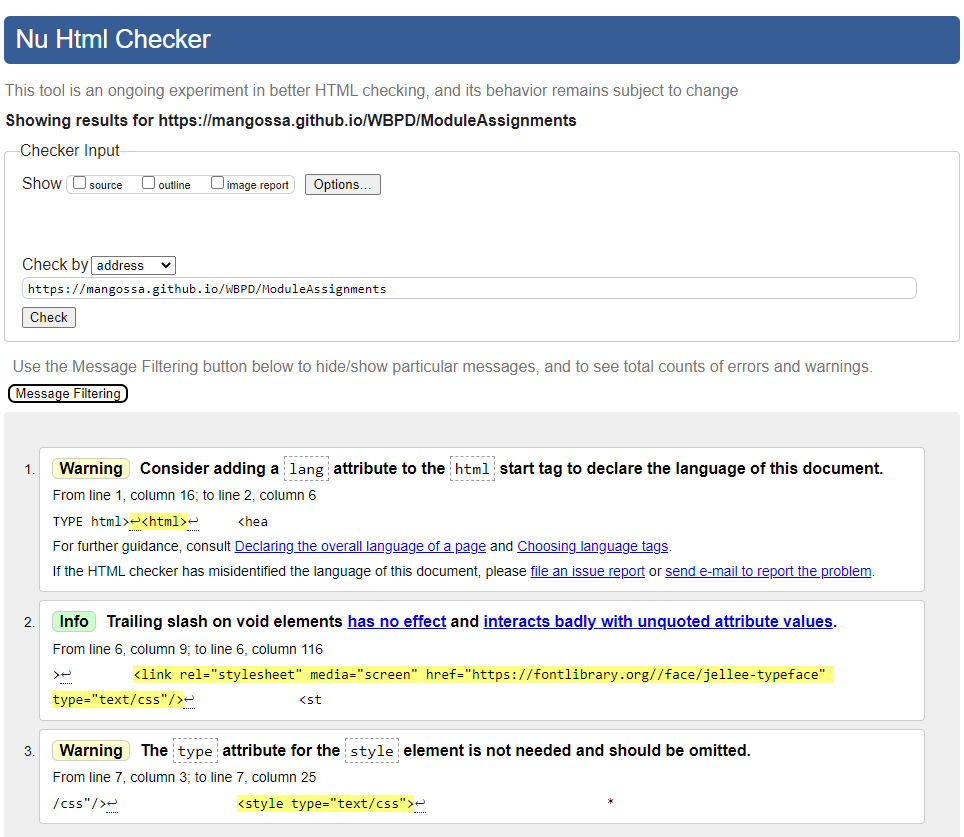 Nu Html Checker
This tool is an ongoing experiment in better HTML checking, and its behavior remains subject to change
Showing results for https://mangossa.github.io/WBPD/ModuleAssignments
Checker Input
Show source outline image report Options...
Check by address
https://mangossa.github.io/WBPD/ModuleAssignments
Check
Use the Message Filtering button below to hide/show particular messages, and to see total counts of errors and warnings.
Message Filtering
1. Warning Consider adding a lang attribute to the html start tag to declare the language of this document.
From line 1, column 16; to line 2, column 6
TYPE html>↩<html>↩ <hea
For further guidance, consult Declaring the overall language of a page and Choosing language tags.
If the HTML checker has misidentified the language of this document, please file an issue report or send e-mail to report the problem.
2. Info Trailing slash on void elements has no effect and interacts badly with unquoted attribute values.
From line 6, column 9; to line 6, column 116
>↩ <link rel="stylesheet" media="screen" href="https://fontlibrary.org//face/jellee-typeface"
type="text/css"/>↩ <st
3. Warning The type attribute for the style element is not needed and should be omitted.
From line 7, column 3; to line 7, column 25
/css"/>↩ <style type="text/css">↩ *